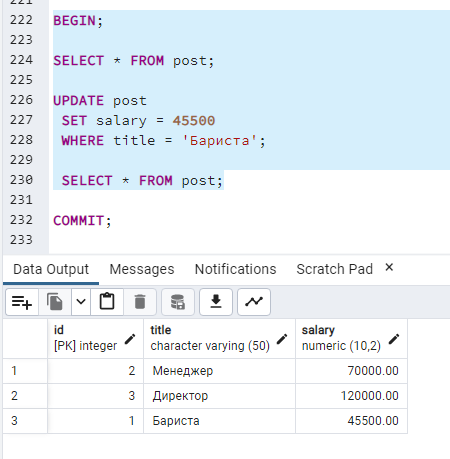 221
222 BEGIN;
223
224 SELECT * FROM post;
225
226 UPDATE post
227 SET salary = 45500
228 WHERE title = 'Бариста';
229
230 SELECT * FROM post;
231
232 COMMIT;
233
Data Output Messages Notifications Scratch Pad ×
id title salary
[PK] integer character varying (50) numeric (10,2)
1 2 Менеджер 70000.00
2 3 Директор 120000.00
3 1 Бариста 45500.00